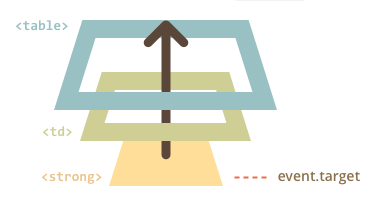 <table>
<td>
<strong>
event.target